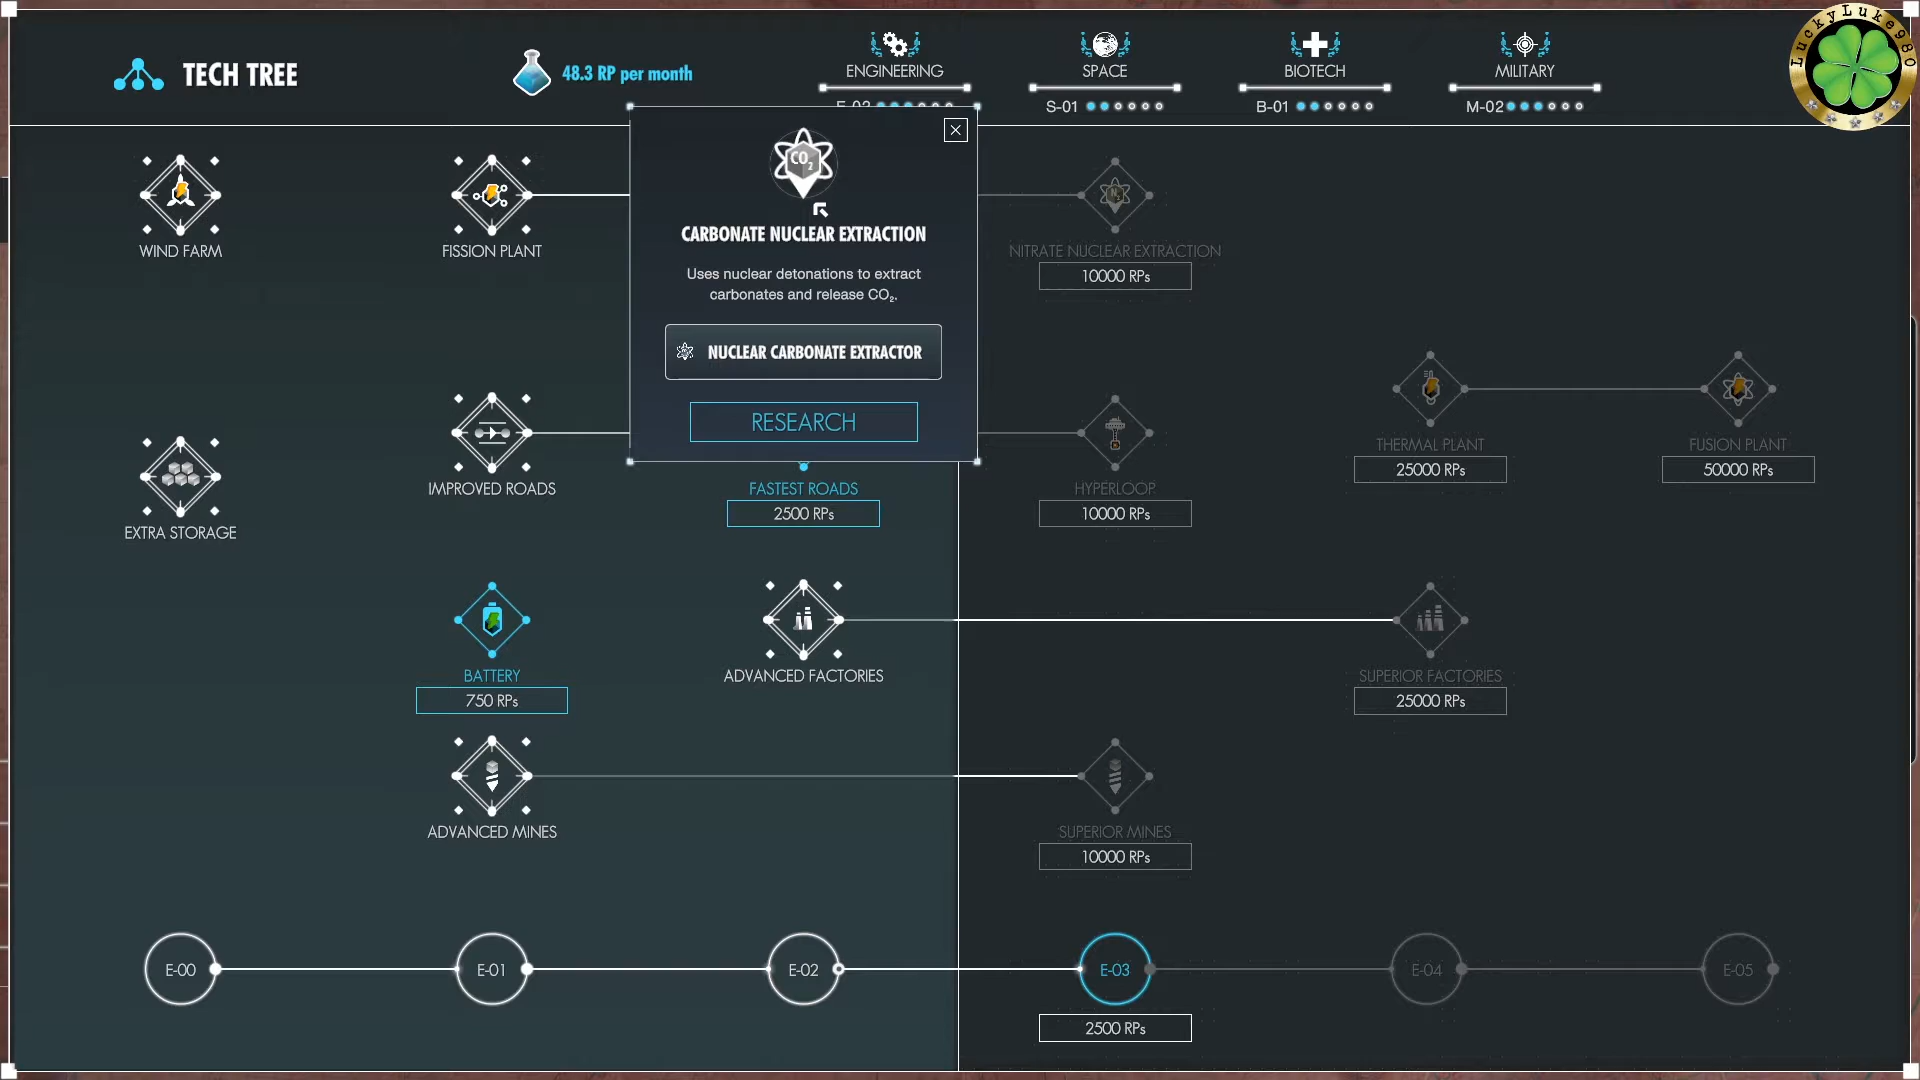 TECH TREE
48.3 RP per month
ENGINEERING
SPACE
BIOTECH
MILITARY
S-01
B-01
M-02
LuckyLuke980
CO₂
CARBONATE NUCLEAR EXTRACTION
Uses nuclear detonations to extract
carbonates and release CO₂.
NUCLEAR CARBONATE EXTRACTOR
RESEARCH
WIND FARM
FISSION PLANT
NITRATE NUCLEAR EXTRACTION
10000 RPs
THERMAL PLANT
25000 RPs
FUSION PLANT
50000 RPs
EXTRA STORAGE
IMPROVED ROADS
FASTEST ROADS
2500 RPs
HYPERLOOP
10000 RPs
BATTERY
750 RPs
ADVANCED FACTORIES
SUPERIOR FACTORIES
25000 RPs
ADVANCED MINES
SUPERIOR MINES
10000 RPs
E-00
E-01
E-02
E-03
E-04
E-05
2500 RPs